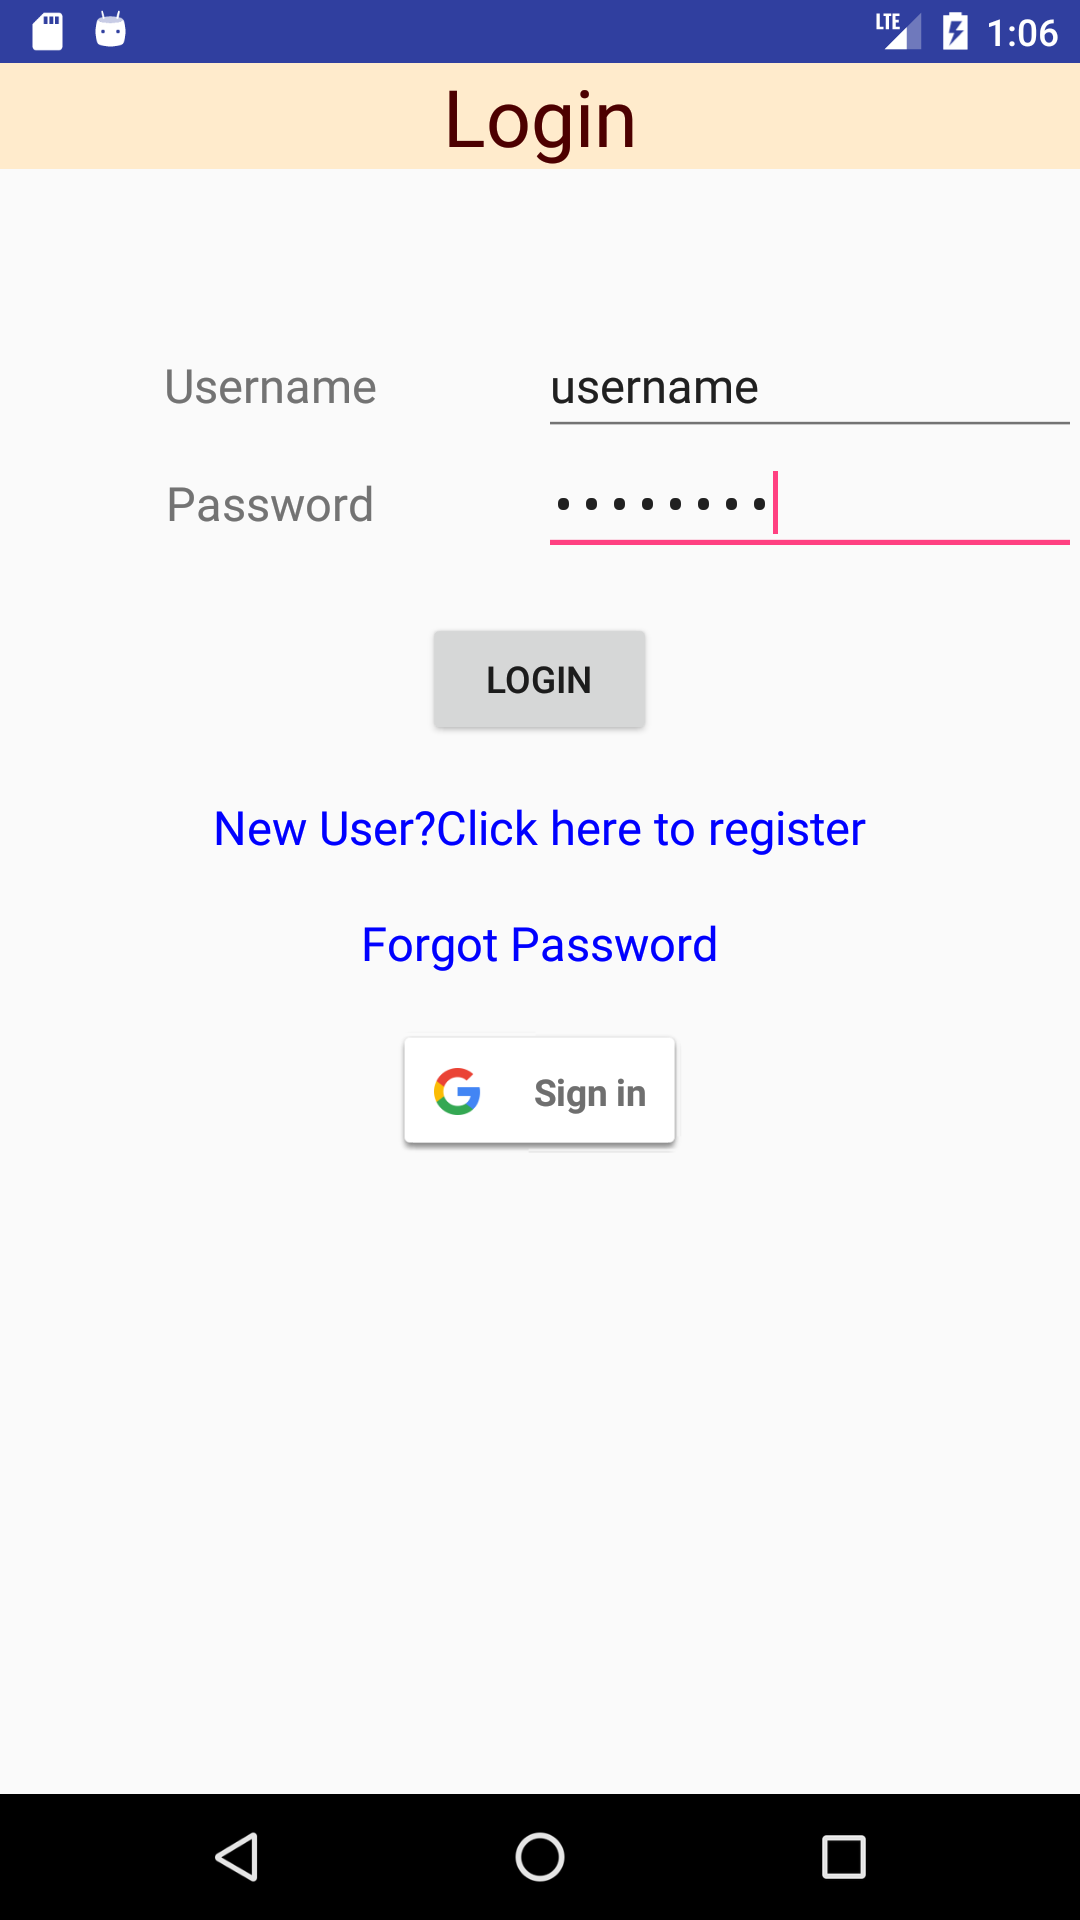 LTE 1:06
Login
Username username
Password ••••••••
LOGIN
New User?Click here to register
Forgot Password
Sign in